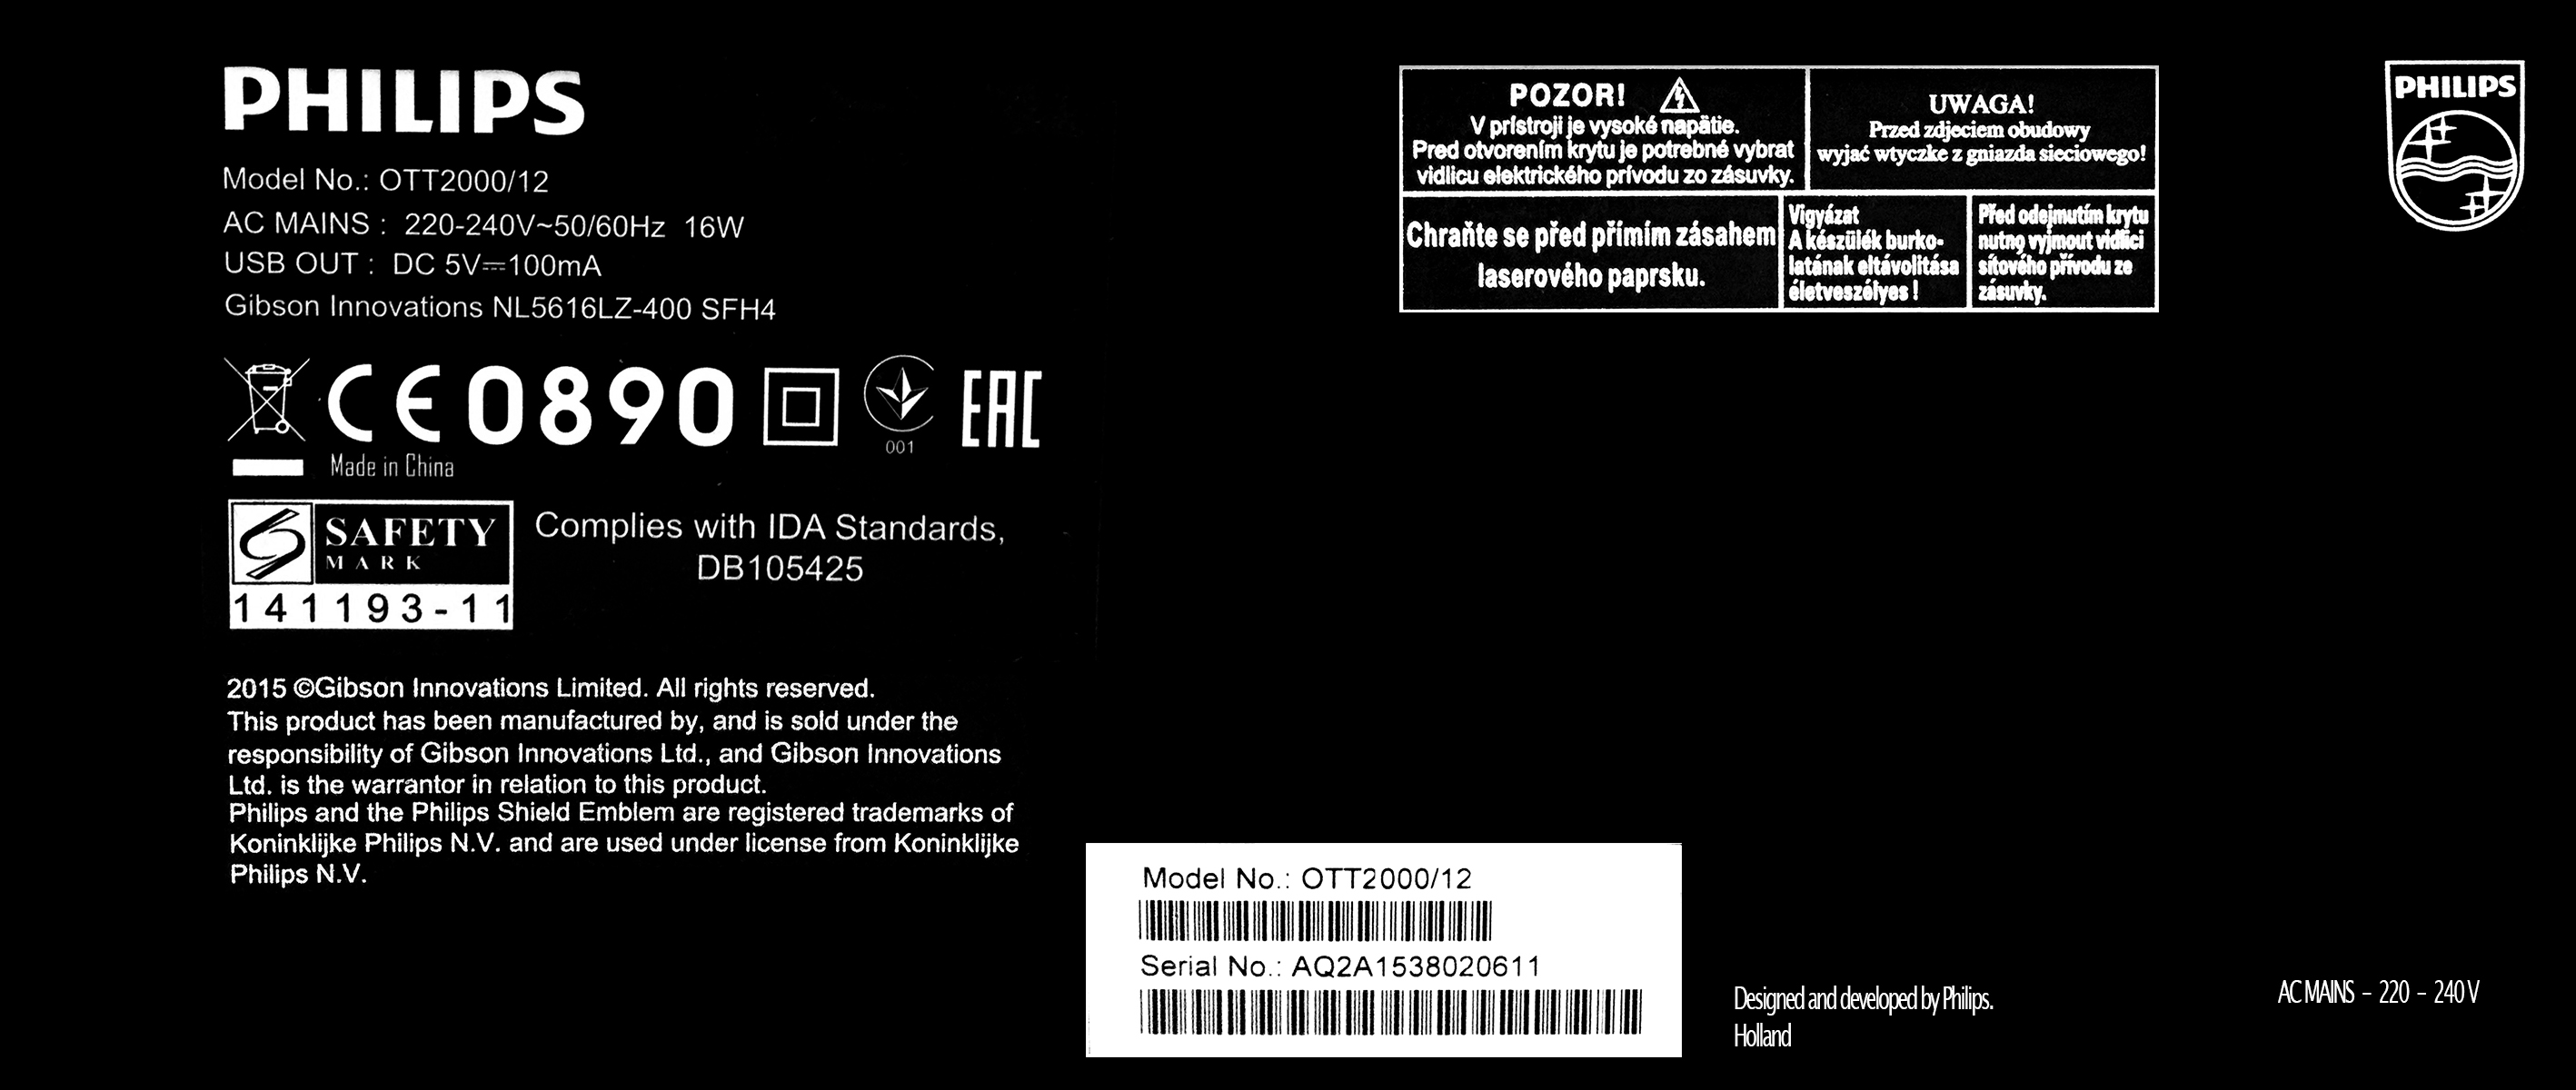 PHILIPS
Model No.: OTT2000/12
AC MAINS : 220-240V~50/60Hz 16W
USB OUT : DC 5V⎓100mA
Gibson Innovations NL5616LZ-400 SFH4
CE0890
001
EAC
Made in China
SAFETY
MARK
141193-11
Complies with IDA Standards,
DB105425
2015 ©Gibson Innovations Limited. All rights reserved.
This product has been manufactured by, and is sold under the
responsibility of Gibson Innovations Ltd., and Gibson Innovations
Ltd. is the warrantor in relation to this product.
Philips and the Philips Shield Emblem are registered trademarks of
Koninklijke Philips N.V. and are used under license from Koninklijke
Philips N.V.
POZOR!
V prístroji je vysoké napätie.
Pred otvorením krytu je potrebné vybrat
vidlicu elektrického prívodu zo zásuvky.
UWAGA!
Przed zdjeciem obudowy
wyjać wtyczke z gniazda sieciowego!
Chraňte se před přímím zásahem
laserového paprsku.
Vigyázat
A készülék burko-
latának eltávolitása
életveszélyes !
Před odejmutím krytu
nutno vyjmout vidlici
síťového přívodu ze
zásuvky.
PHILIPS
Model No.: OTT2000/12
Serial No.: AQ2A1538020611
Designed and developed by Philips.
Holland
AC MAINS – 220 – 240 V